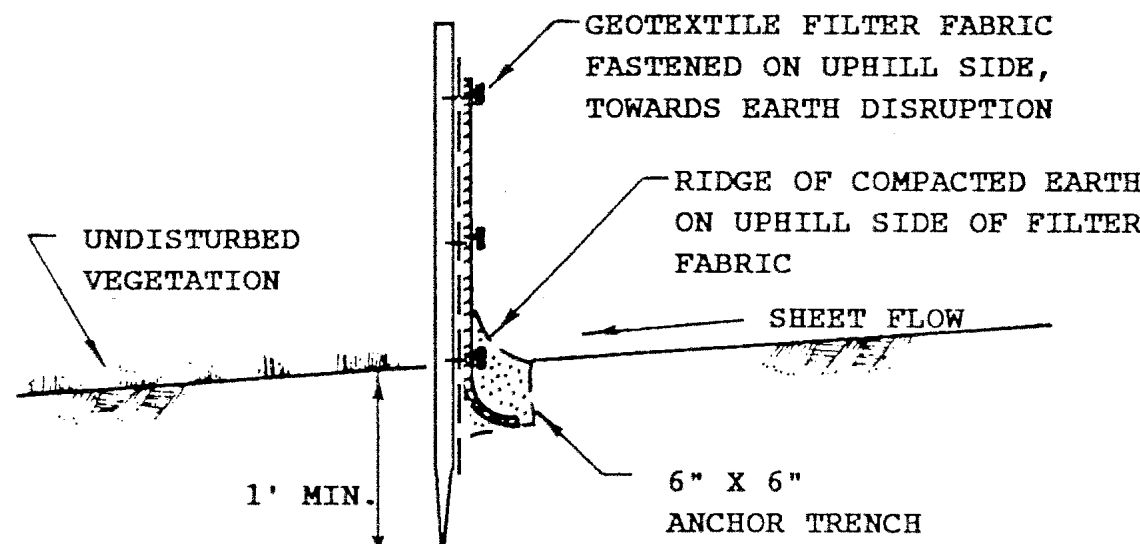 GEOTEXTILE FILTER FABRIC
FASTENED ON UPHILL SIDE,
TOWARDS EARTH DISRUPTION
RIDGE OF COMPACTED EARTH
ON UPHILL SIDE OF FILTER
FABRIC
UNDISTURBED
VEGETATION
SHEET FLOW
1' MIN.
6" X 6"
ANCHOR TRENCH